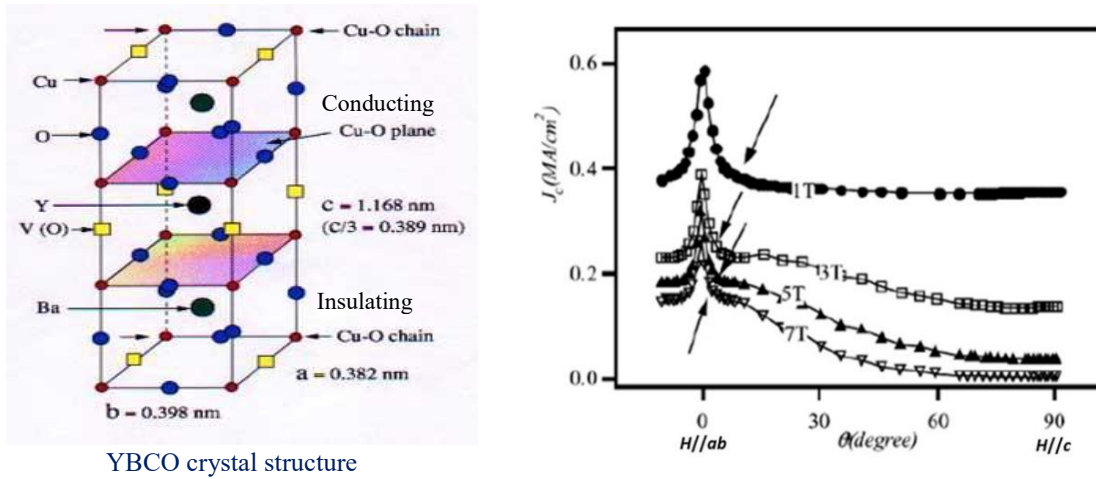 Cu-O chain
Cu
Conducting
O
Cu-O plane
Y
c = 1.168 nm
V (O)
(c/3 = 0.389 nm)
Ba
Insulating
Cu-O chain
a = 0.382 nm
b = 0.398 nm
YBCO crystal structure
Jc(MA/cm2)
0.6
0.4
0.2
0.0
1T
3T
5T
7T
0
30
60
90
H//ab
θ(degree)
H//c